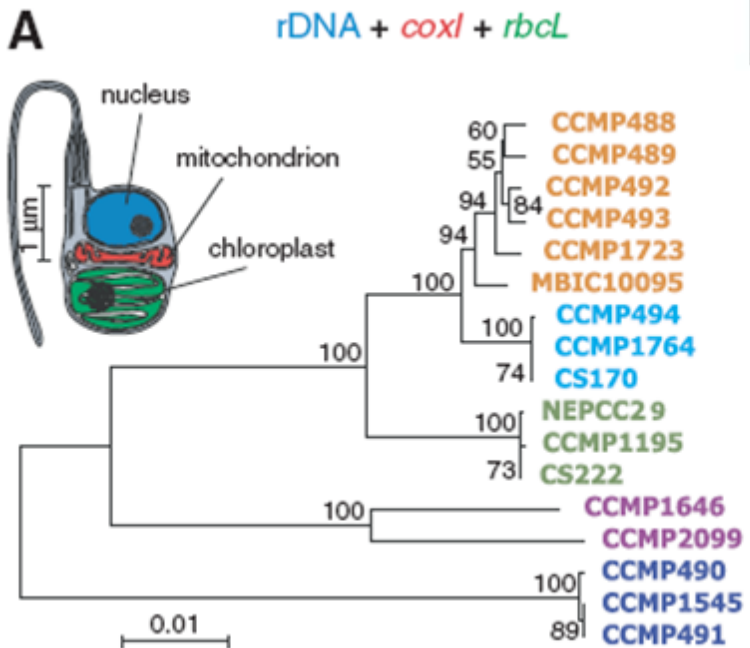 A
rDNA + coxI + rbcL
nucleus
mitochondrion
chloroplast
1 µm
60
55
94
84
94
100
100
74
100
100
73
100
100
89
CCMP488
CCMP489
CCMP492
CCMP493
CCMP1723
MBIC10095
CCMP494
CCMP1764
CS170
NEPCC29
CCMP1195
CS222
CCMP1646
CCMP2099
CCMP490
CCMP1545
CCMP491
0.01